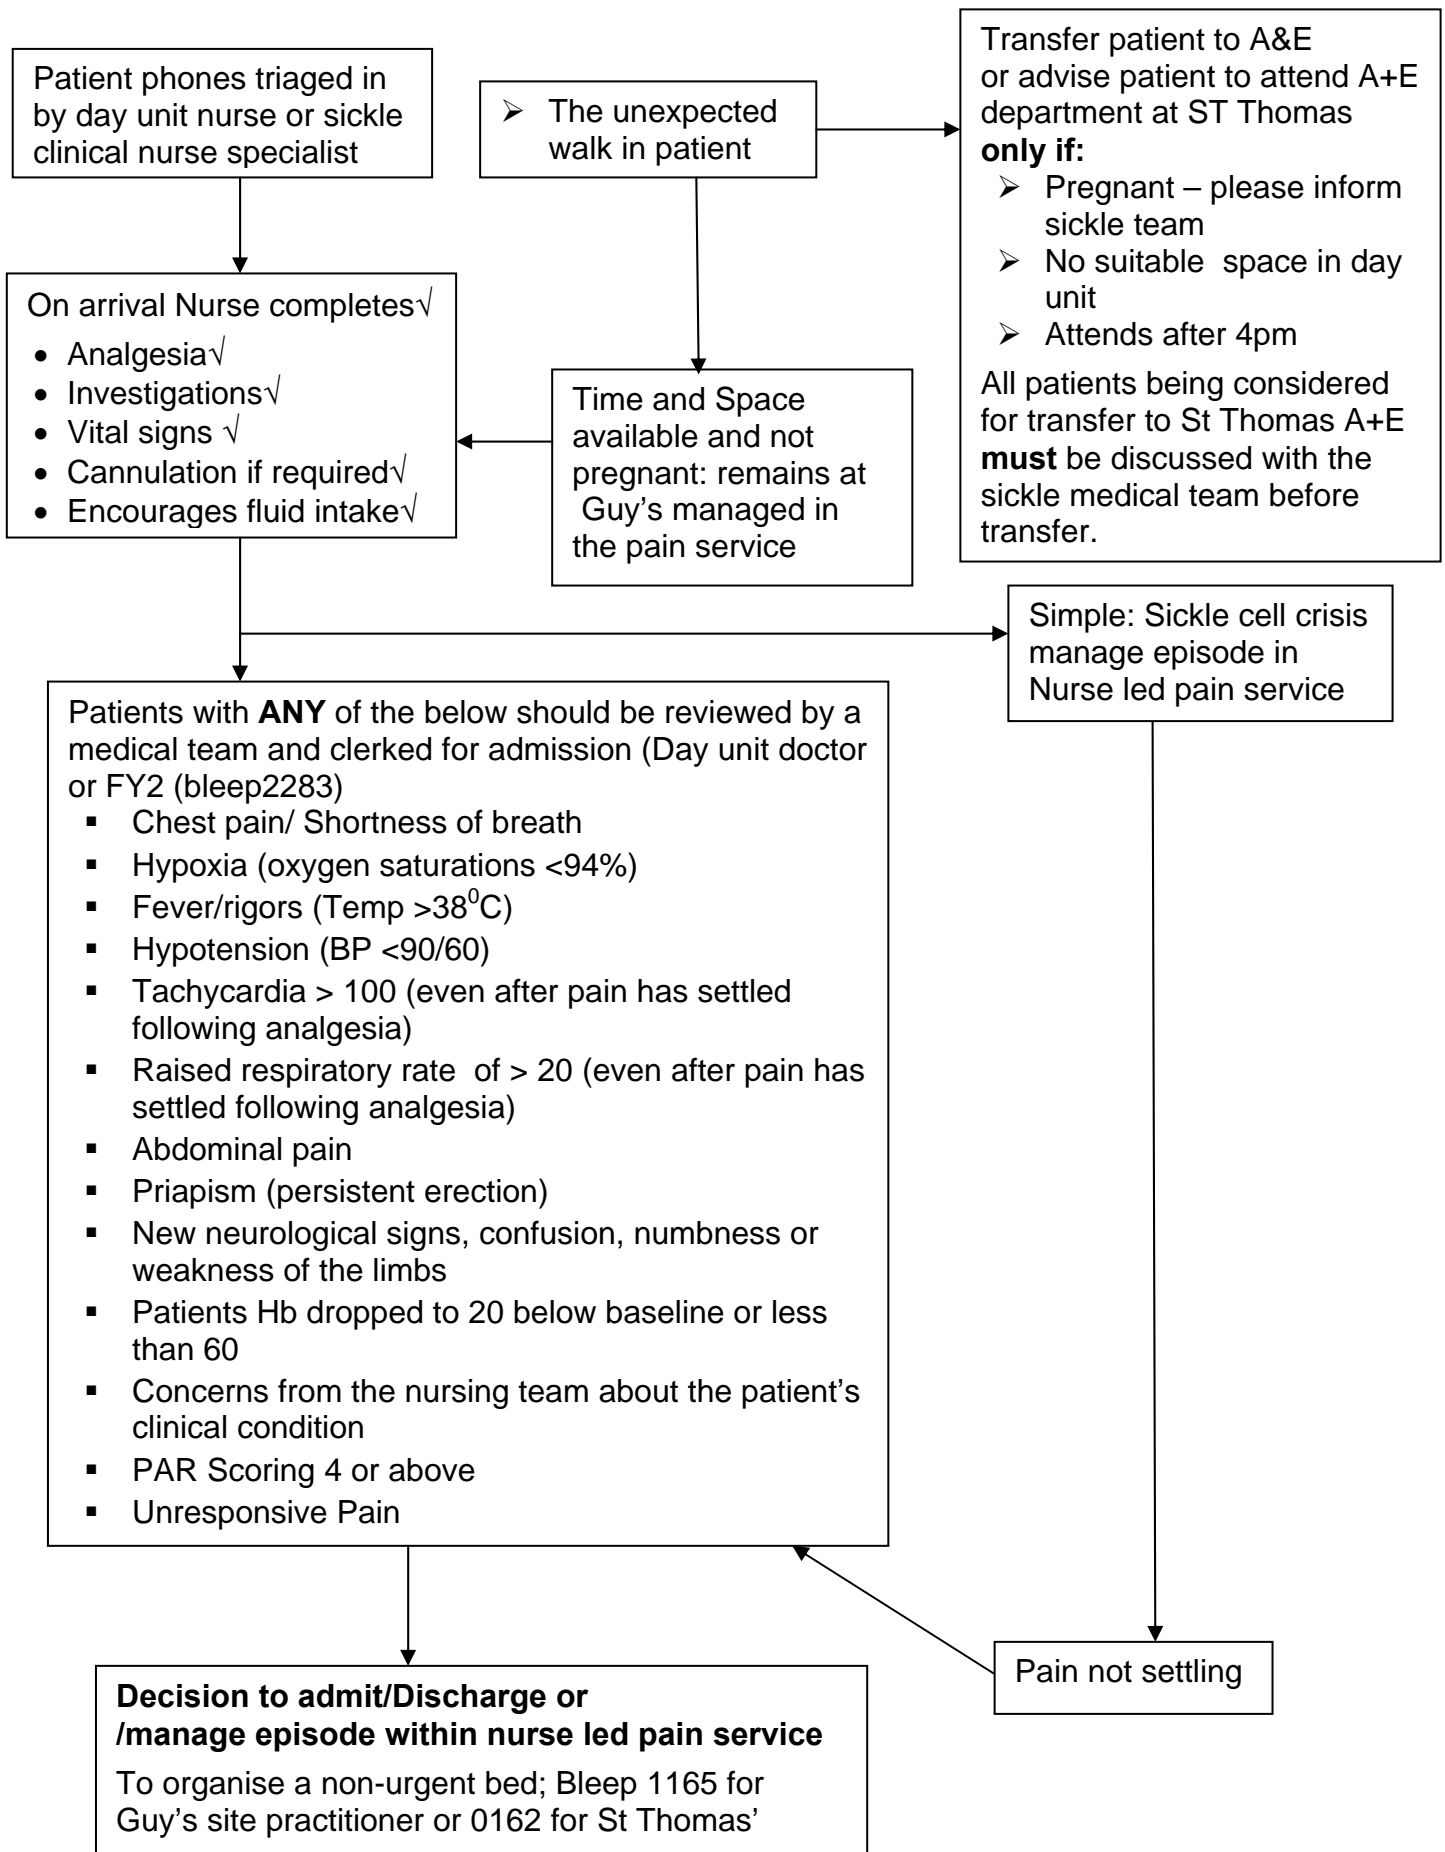 Patient phones triaged in
by day unit nurse or sickle
clinical nurse specialist
➢ The unexpected
walk in patient
Transfer patient to A&E
or advise patient to attend A+E
department at ST Thomas
only if:
➢ Pregnant – please inform
sickle team
➢ No suitable space in day
unit
➢ Attends after 4pm
All patients being considered
for transfer to St Thomas A+E
must be discussed with the
sickle medical team before
transfer.
On arrival Nurse completes√
• Analgesia√
• Investigations√
• Vital signs √
• Cannulation if required√
• Encourages fluid intake√
Time and Space
available and not
pregnant: remains at
Guy’s managed in
the pain service
Simple: Sickle cell crisis
manage episode in
Nurse led pain service
Patients with ANY of the below should be reviewed by a
medical team and clerked for admission (Day unit doctor
or FY2 (bleep2283)
▪ Chest pain/ Shortness of breath
▪ Hypoxia (oxygen saturations <94%)
▪ Fever/rigors (Temp >38⁰C)
▪ Hypotension (BP <90/60)
▪ Tachycardia > 100 (even after pain has settled
following analgesia)
▪ Raised respiratory rate of > 20 (even after pain has
settled following analgesia)
▪ Abdominal pain
▪ Priapism (persistent erection)
▪ New neurological signs, confusion, numbness or
weakness of the limbs
▪ Patients Hb dropped to 20 below baseline or less
than 60
▪ Concerns from the nursing team about the patient’s
clinical condition
▪ PAR Scoring 4 or above
▪ Unresponsive Pain
Pain not settling
Decision to admit/Discharge or
/manage episode within nurse led pain service
To organise a non-urgent bed; Bleep 1165 for
Guy’s site practitioner or 0162 for St Thomas’